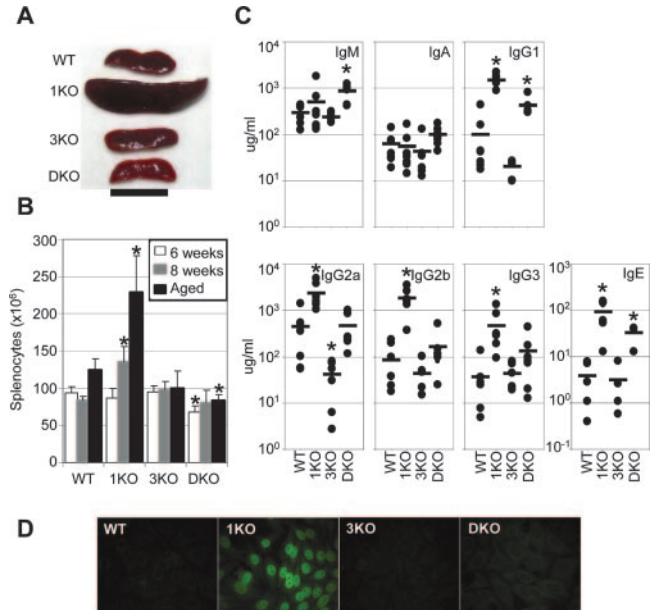 A
WT
1KO
3KO
DKO
B
Splenocytes (x10⁶)
300
250
200
150
100
50
0
6 weeks
8 weeks
Aged
*
*
*
*
WT 1KO 3KO DKO
C
IgM IgA IgG1
ug/ml
10⁴
10³
10²
10¹
10⁰
*
*
*
IgG2a IgG2b IgG3 IgE
ug/ml
10⁴
10³
10²
10¹
10⁰
10³
10²
10¹
10⁰
10⁻¹
*
*
*
*
*
*
WT 1KO 3KO DKO WT 1KO 3KO DKO WT 1KO 3KO DKO WT 1KO 3KO DKO
D
WT 1KO 3KO DKO